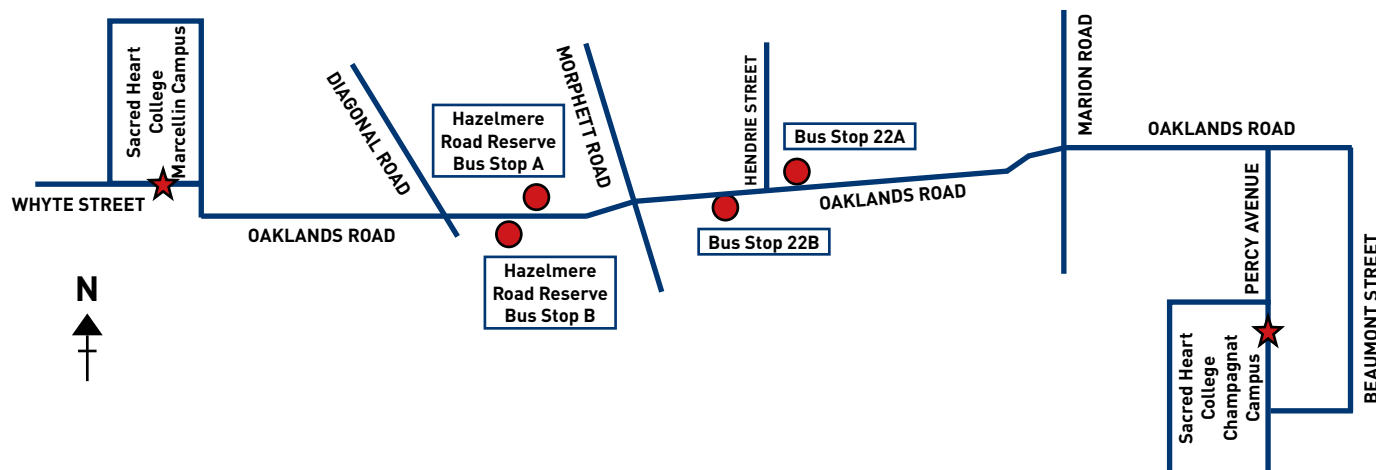 Sacred Heart
College
Marcellin Campus
WHYTE STREET
OAKLANDS ROAD
DIAGONAL ROAD
Hazelmere
Road Reserve
Bus Stop A
Hazelmere
Road Reserve
Bus Stop B
MORPHETT ROAD
HENDRIE STREET
Bus Stop 22A
Bus Stop 22B
OAKLANDS ROAD
MARION ROAD
OAKLANDS ROAD
PERCY AVENUE
BEAUMONT STREET
Sacred Heart
College
Champagnat
Campus
N